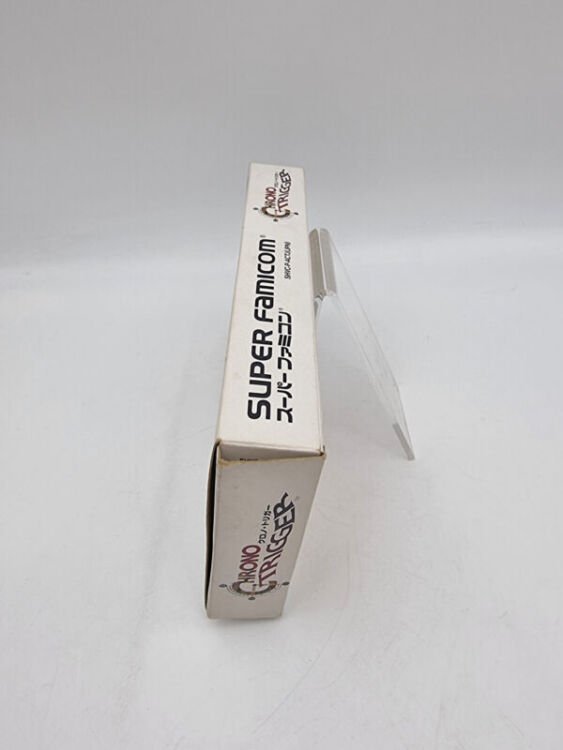 SUPER FAMICOM®
スーパーファミコン®
CHRONO TRIGGER
SHVC-P-ACTJ(JPN)
クロノ・トリガー
CHRONO
TRIGGER